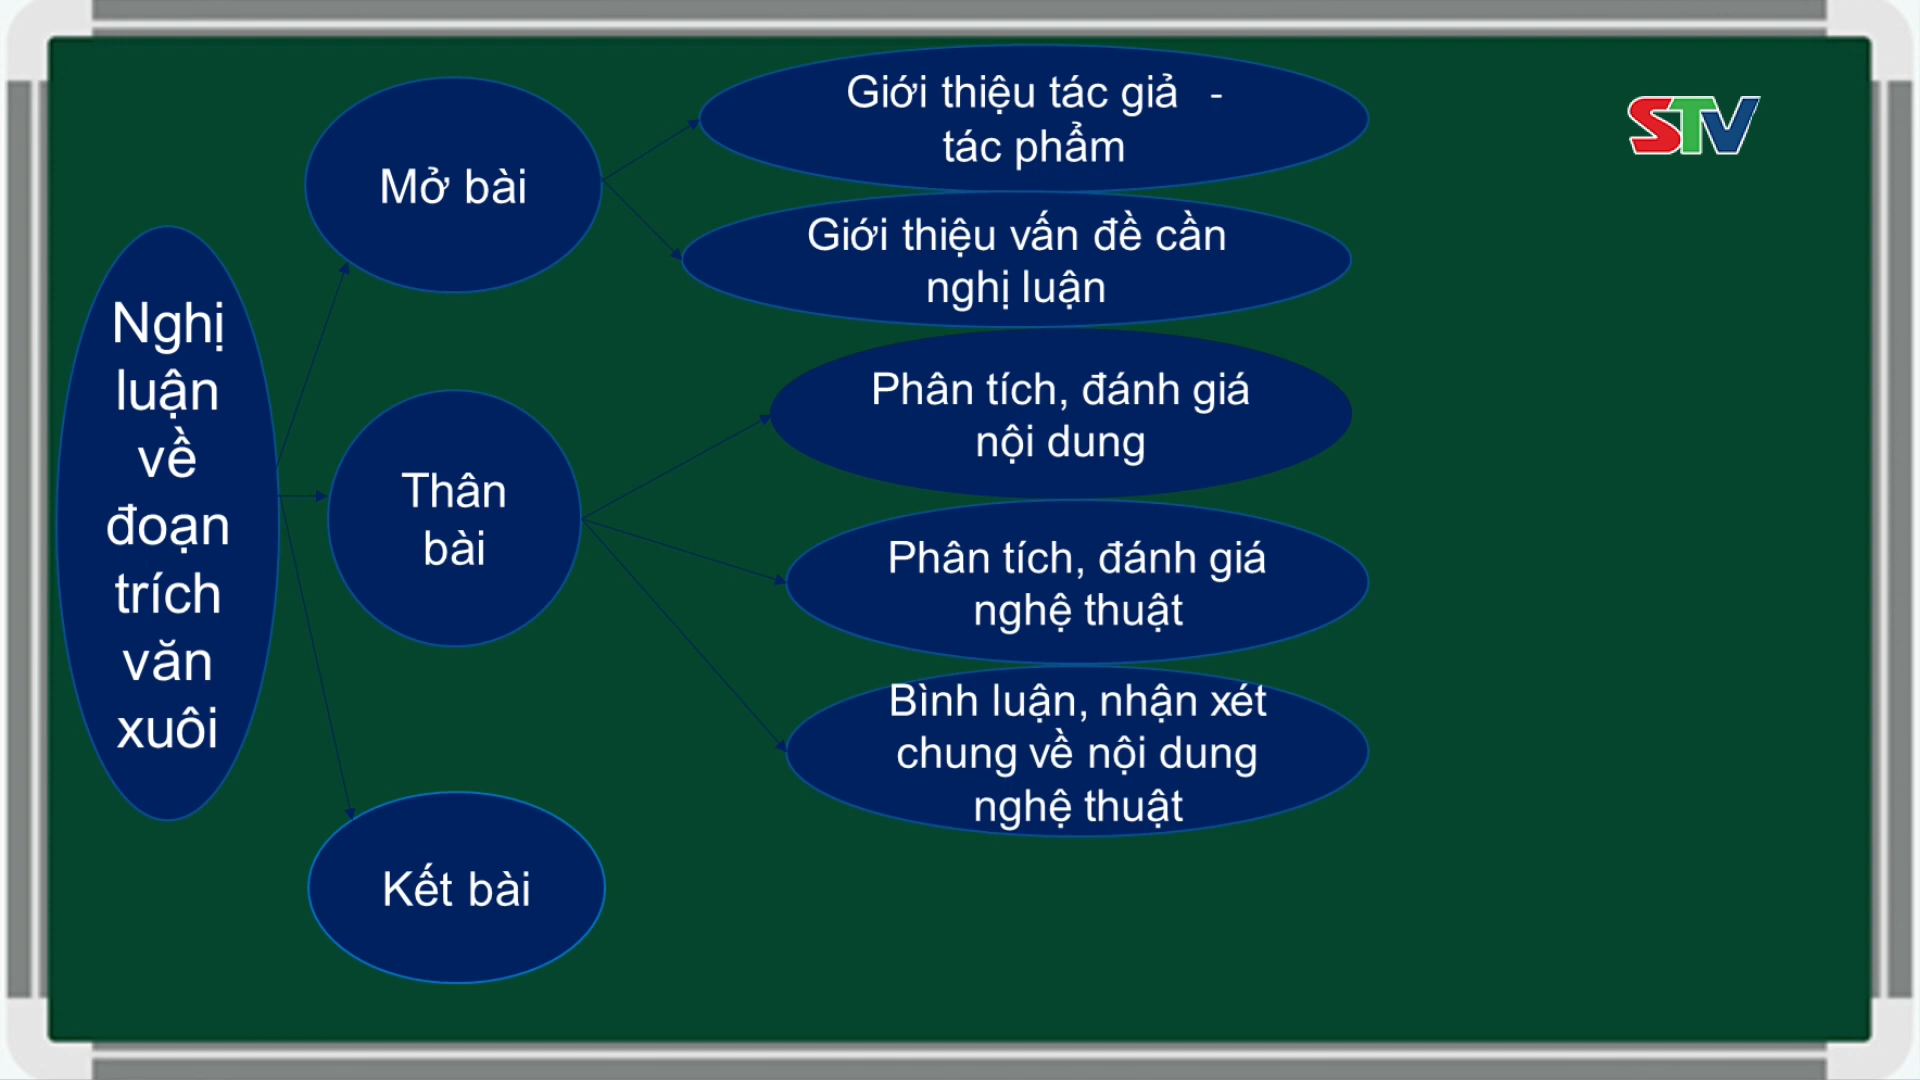 Nghị
luận
về
đoạn
trích
văn
xuôi
Mở bài
Giới thiệu tác giả -
tác phẩm
Giới thiệu vấn đề cần
nghị luận
Thân
bài
Phân tích, đánh giá
nội dung
Phân tích, đánh giá
nghệ thuật
Bình luận, nhận xét
chung về nội dung
nghệ thuật
Kết bài
STV